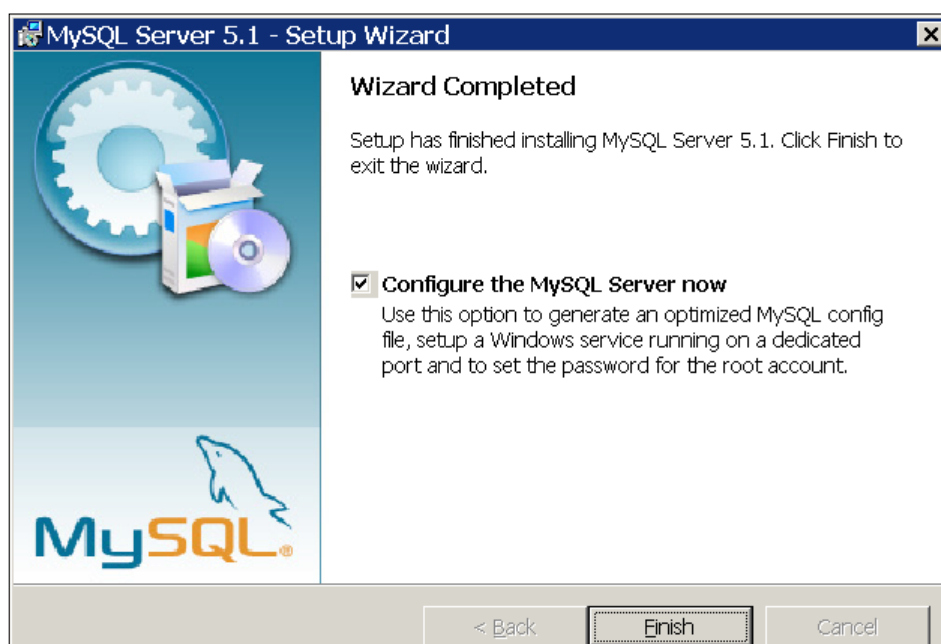 MySQL Server 5.1 - Setup Wizard
Wizard Completed
Setup has finished installing MySQL Server 5.1. Click Finish to
exit the wizard.
Configure the MySQL Server now
Use this option to generate an optimized MySQL config
file, setup a Windows service running on a dedicated
port and to set the password for the root account.
MySQL®
< Back Finish Cancel